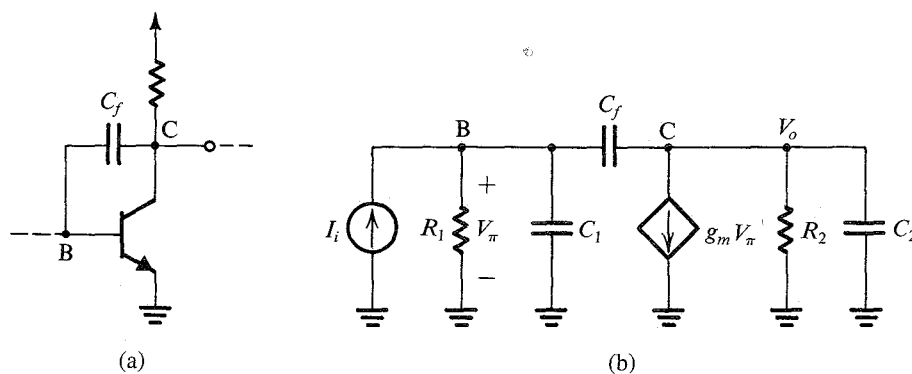 C_f
C
B
(a)
B
C_f
C
V_o
+
I_i
R_1
V_π
C_1
g_m V_π
R_2
C_2
−
(b)